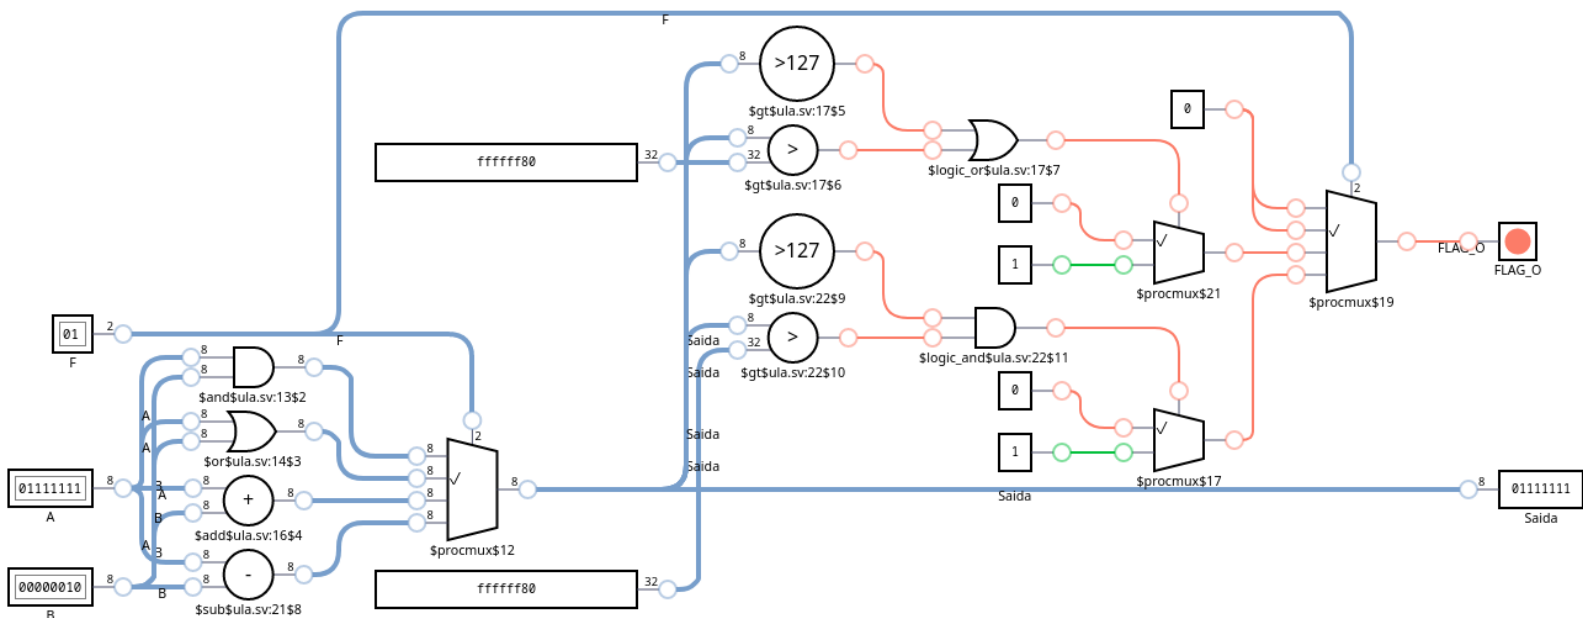 F
8
>127
$gt$ula.sv:17$5
0
8
32
>
$gt$ula.sv:17$6
ffffff80
32
$logic_or$ula.sv:17$7
2
0
✓
1
$procmux$21
✓
$procmux$19
FLAG_O
FLAG_O
8
>127
$gt$ula.sv:22$9
8
32
>
$gt$ula.sv:22$10
Saida
Saida
Saida
Saida
$logic_and$ula.sv:22$11
0
✓
1
$procmux$17
01
2
F
F
8
8
8
$and$ula.sv:13$2
A
A
8
8
8
$or$ula.sv:14$3
01111111
8
A
B
A
8
8
+
8
B
$add$ula.sv:16$4
A
B
8
8
-
8
B
$sub$ula.sv:21$8
00000010
8
B
2
8
8
8
8
✓
8
$procmux$12
ffffff80
32
Saida
8
01111111
Saida